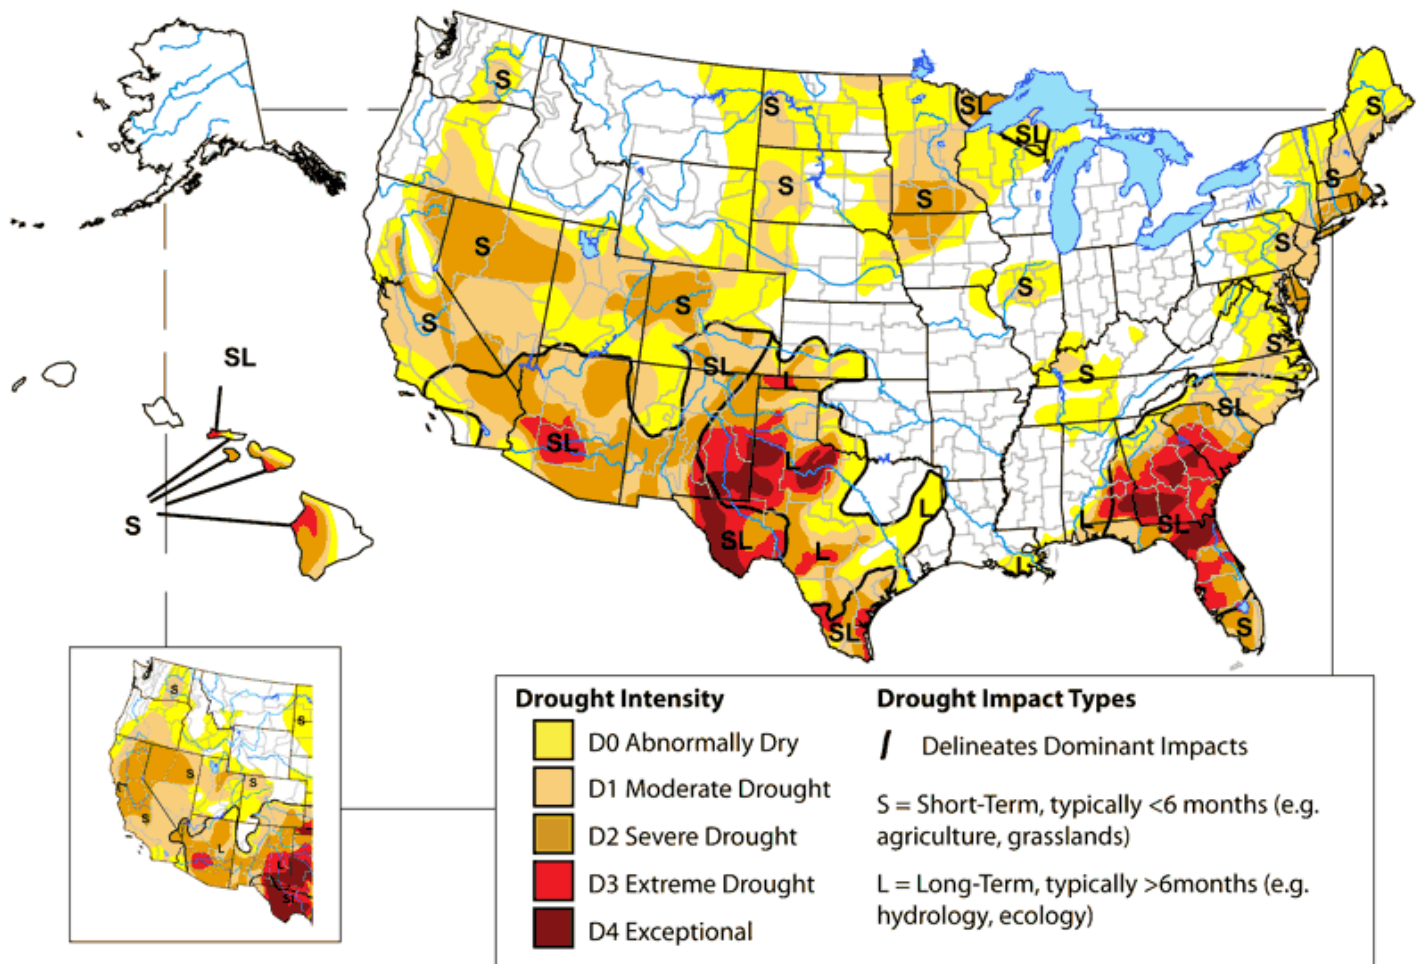 S
SL
S
SL
S
S
S
S
S
S
S
S
S
S
SL
S
S
SL
L
SL
SL
L
L
L
SL
SL
L
L
S
SL
SL
S
S
S
S
S
S
L
L
SL
Drought Intensity
D0 Abnormally Dry
D1 Moderate Drought
D2 Severe Drought
D3 Extreme Drought
D4 Exceptional
Drought Impact Types
Delineates Dominant Impacts
S = Short-Term, typically <6 months (e.g.
agriculture, grasslands)
L = Long-Term, typically >6months (e.g.
hydrology, ecology)